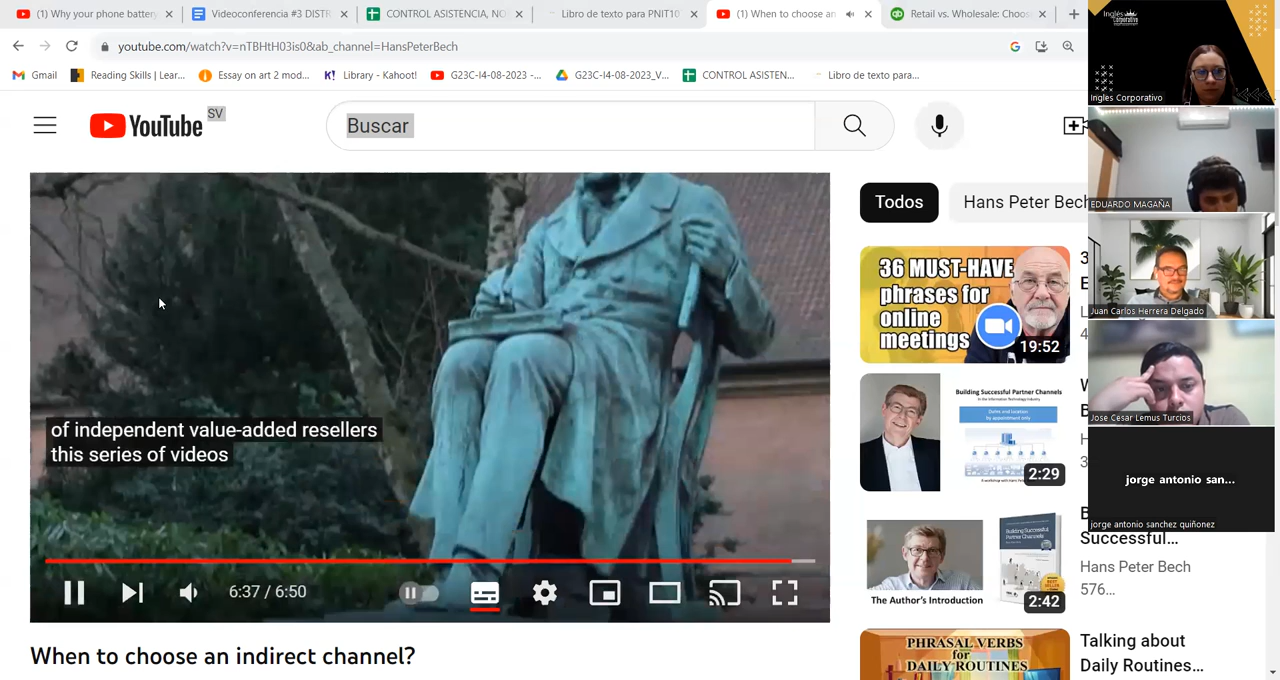 (1) Why your phone battery
Videoconferencia #3 DISTR
CONTROL ASISTENCIA, NO
Libro de texto para PNIT10
(1) When to choose an
Retail vs. Wholesale: Choos
youtube.com/watch?v=nTBHtH03is0&ab_channel=HansPeterBech
Gmail
Reading Skills | Lear...
Essay on art 2 mod...
Library - Kahoot!
G23C-I4-08-2023 -...
G23C-I4-08-2023_V...
CONTROL ASISTEN...
Libro de texto para...
YouTube
SV
Buscar
of independent value-added resellers
this series of videos
6:37 / 6:50
When to choose an indirect channel?
Todos
Hans Peter Bech
36 MUST-HAVE
phrases for
online
meetings
19:52
Building Successful Partner Channels
2:29
The Author's Introduction
2:42
Successful...
Hans Peter Bech
576...
PHRASAL VERBS
for
DAILY ROUTINES
Talking about
Daily Routines...
Inglés
Corporativo
Ingles Corporativo
EDUARDO MAGAÑA
Juan Carlos Herrera Delgado
Jose Cesar Lemus Turcios
jorge antonio san...
jorge antonio sanchez quiñonez